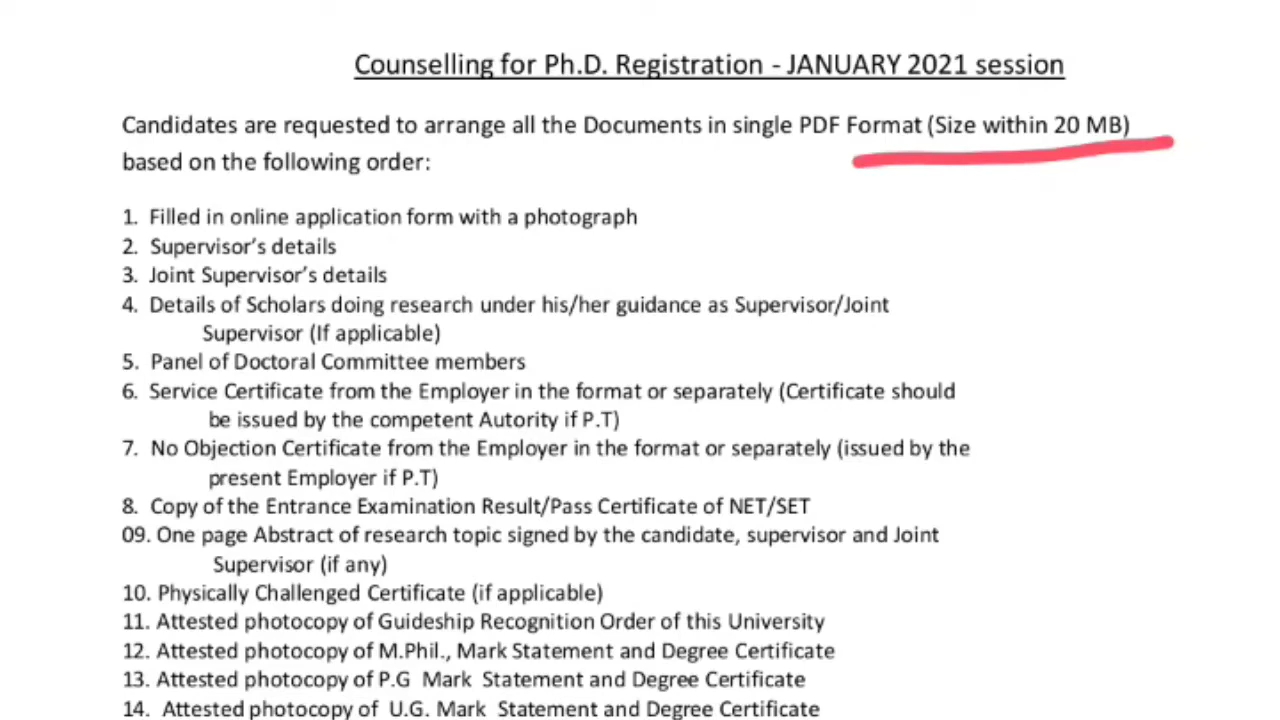 Counselling for Ph.D. Registration - JANUARY 2021 session
Candidates are requested to arrange all the Documents in single PDF Format (Size within 20 MB)
based on the following order:
1. Filled in online application form with a photograph
2. Supervisor's details
3. Joint Supervisor's details
4. Details of Scholars doing research under his/her guidance as Supervisor/Joint
Supervisor (If applicable)
5. Panel of Doctoral Committee members
6. Service Certificate from the Employer in the format or separately (Certificate should
be issued by the competent Autority if P.T)
7. No Objection Certificate from the Employer in the format or separately (issued by the
present Employer if P.T)
8. Copy of the Entrance Examination Result/Pass Certificate of NET/SET
09. One page Abstract of research topic signed by the candidate, supervisor and Joint
Supervisor (if any)
10. Physically Challenged Certificate (if applicable)
11. Attested photocopy of Guideship Recognition Order of this University
12. Attested photocopy of M.Phil., Mark Statement and Degree Certificate
13. Attested photocopy of P.G Mark Statement and Degree Certificate
14. Attested photocopy of U.G. Mark Statement and Degree Certificate